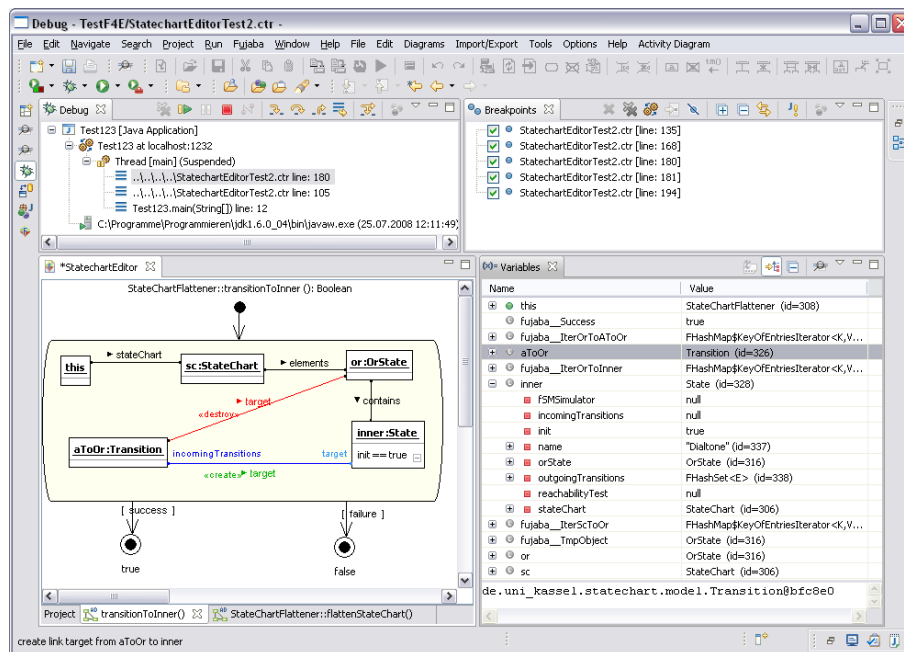 Debug - TestF4E/StatechartEditorTest2.ctr -
File Edit Navigate Search Project Run Fujaba Window Help File Edit Diagrams Import/Export Tools Options Help Activity Diagram
Debug
Test123 [Java Application]
Test123 at localhost:1232
Thread [main] (Suspended)
..\..\..\..\StatechartEditorTest2.ctr line: 180
..\..\..\..\StatechartEditorTest2.ctr line: 105
Test123.main(String[]) line: 12
C:\Programme\Programmieren\jdk1.6.0_04\bin\javaw.exe (25.07.2008 12:11:49)
Breakpoints
StatechartEditorTest2.ctr [line: 135]
StatechartEditorTest2.ctr [line: 168]
StatechartEditorTest2.ctr [line: 180]
StatechartEditorTest2.ctr [line: 181]
StatechartEditorTest2.ctr [line: 194]
*StatechartEditor
StateChartFlattener::transitionToInner (): Boolean
stateChart
elements
this
sc:StateChart
or:OrState
target
contains
«destroy»
inner:State
aToOr:Transition
incomingTransitions
target
init == true
«create»
target
[ success ]
[ failure ]
true
false
Project transitionToInner() StateChartFlattener::flattenStateChart()
(x)= Variables
Name Value
this StateChartFlattener (id=308)
fujaba__Success true
fujaba__IterOrToAToOr FHashMap$KeyOfEntriesIterator<K,V...
aToOr Transition (id=326)
fujaba__IterOrToInner FHashMap$KeyOfEntriesIterator<K,V...
inner State (id=328)
fSMSimulator null
incomingTransitions null
init true
name "Dialtone" (id=337)
orState OrState (id=316)
outgoingTransitions FHashSet<E> (id=338)
reachabilityTest null
stateChart StateChart (id=306)
fujaba__IterScToOr FHashMap$KeyOfEntriesIterator<K,V...
fujaba__TmpObject OrState (id=316)
or OrState (id=316)
sc StateChart (id=306)
de.uni_kassel.statechart.model.Transition@bfc8e0
create link target from aToOr to inner